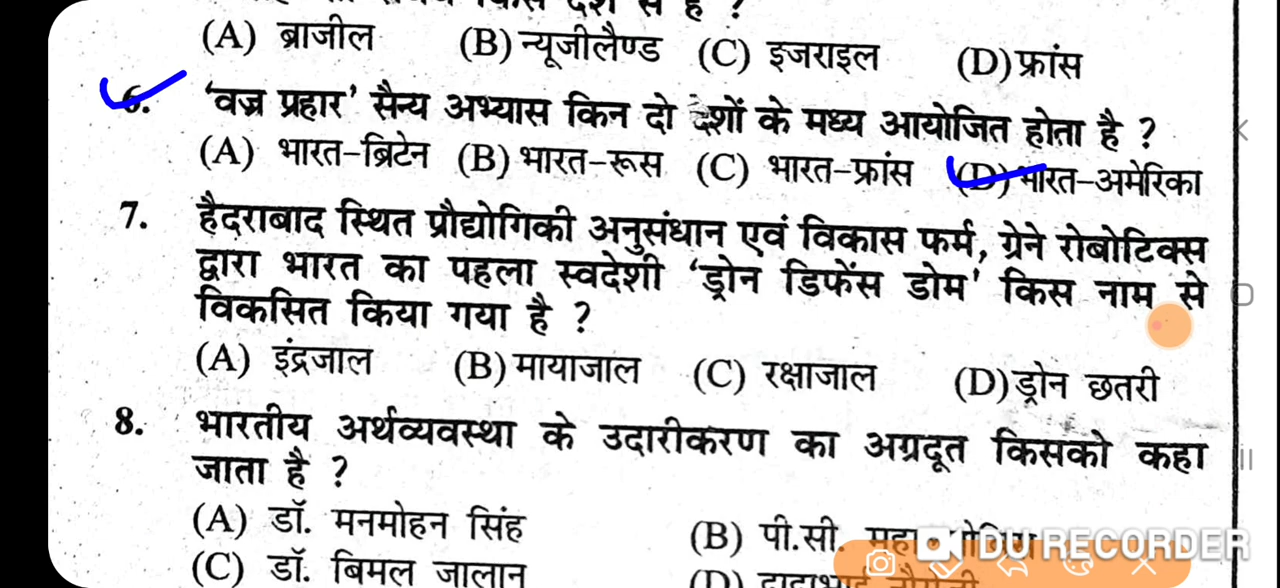 (A) ब्राजील (B) न्यूजीलैण्ड (C) इजराइल (D) फ्रांस
6. 'वज्र प्रहार' सैन्य अभ्यास किन दो देशों के मध्य आयोजित होता है ?
(A) भारत-ब्रिटेन (B) भारत-रूस (C) भारत-फ्रांस (D) भारत-अमेरिका
7. हैदराबाद स्थित प्रौद्योगिकी अनुसंधान एवं विकास फर्म, ग्रेने रोबोटिक्स
द्वारा भारत का पहला स्वदेशी 'ड्रोन डिफेंस डोम' किस नाम से
विकसित किया गया है ?
(A) इंद्रजाल (B) मायाजाल (C) रक्षाजाल (D) ड्रोन छतरी
8. भारतीय अर्थव्यवस्था के उदारीकरण का अग्रदूत किसको कहा
जाता है ?
(A) डॉ. मनमोहन सिंह (B) पी.सी.
(C) डॉ. बिमल जालान (D)
DU RECORDER